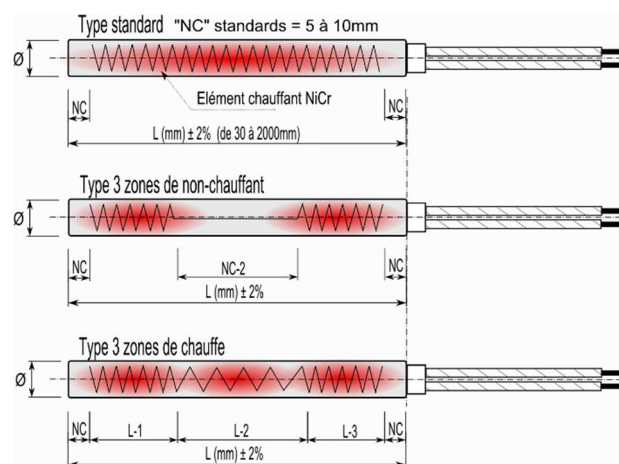 Type standard "NC" standards = 5 à 10mm
Ø
Elément chauffant NiCr
NC NC
L (mm) ± 2% (de 30 à 2000mm)
Type 3 zones de non-chauffant
Ø
NC NC-2 NC
L (mm) ± 2%
Type 3 zones de chauffe
Ø
NC L-1 L-2 L-3 NC
L (mm) ± 2%